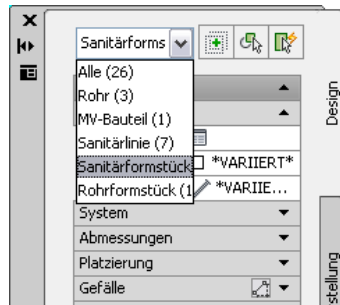 Sanitärforms
Alle (26)
Rohr (3)
MV-Bauteil (1)
Sanitärlinie (7)
Sanitärformstück
*VARIIERT*
Rohrformstück (1
*VARIIE...
System
Abmessungen
Platzierung
Gefälle
Design
stellung